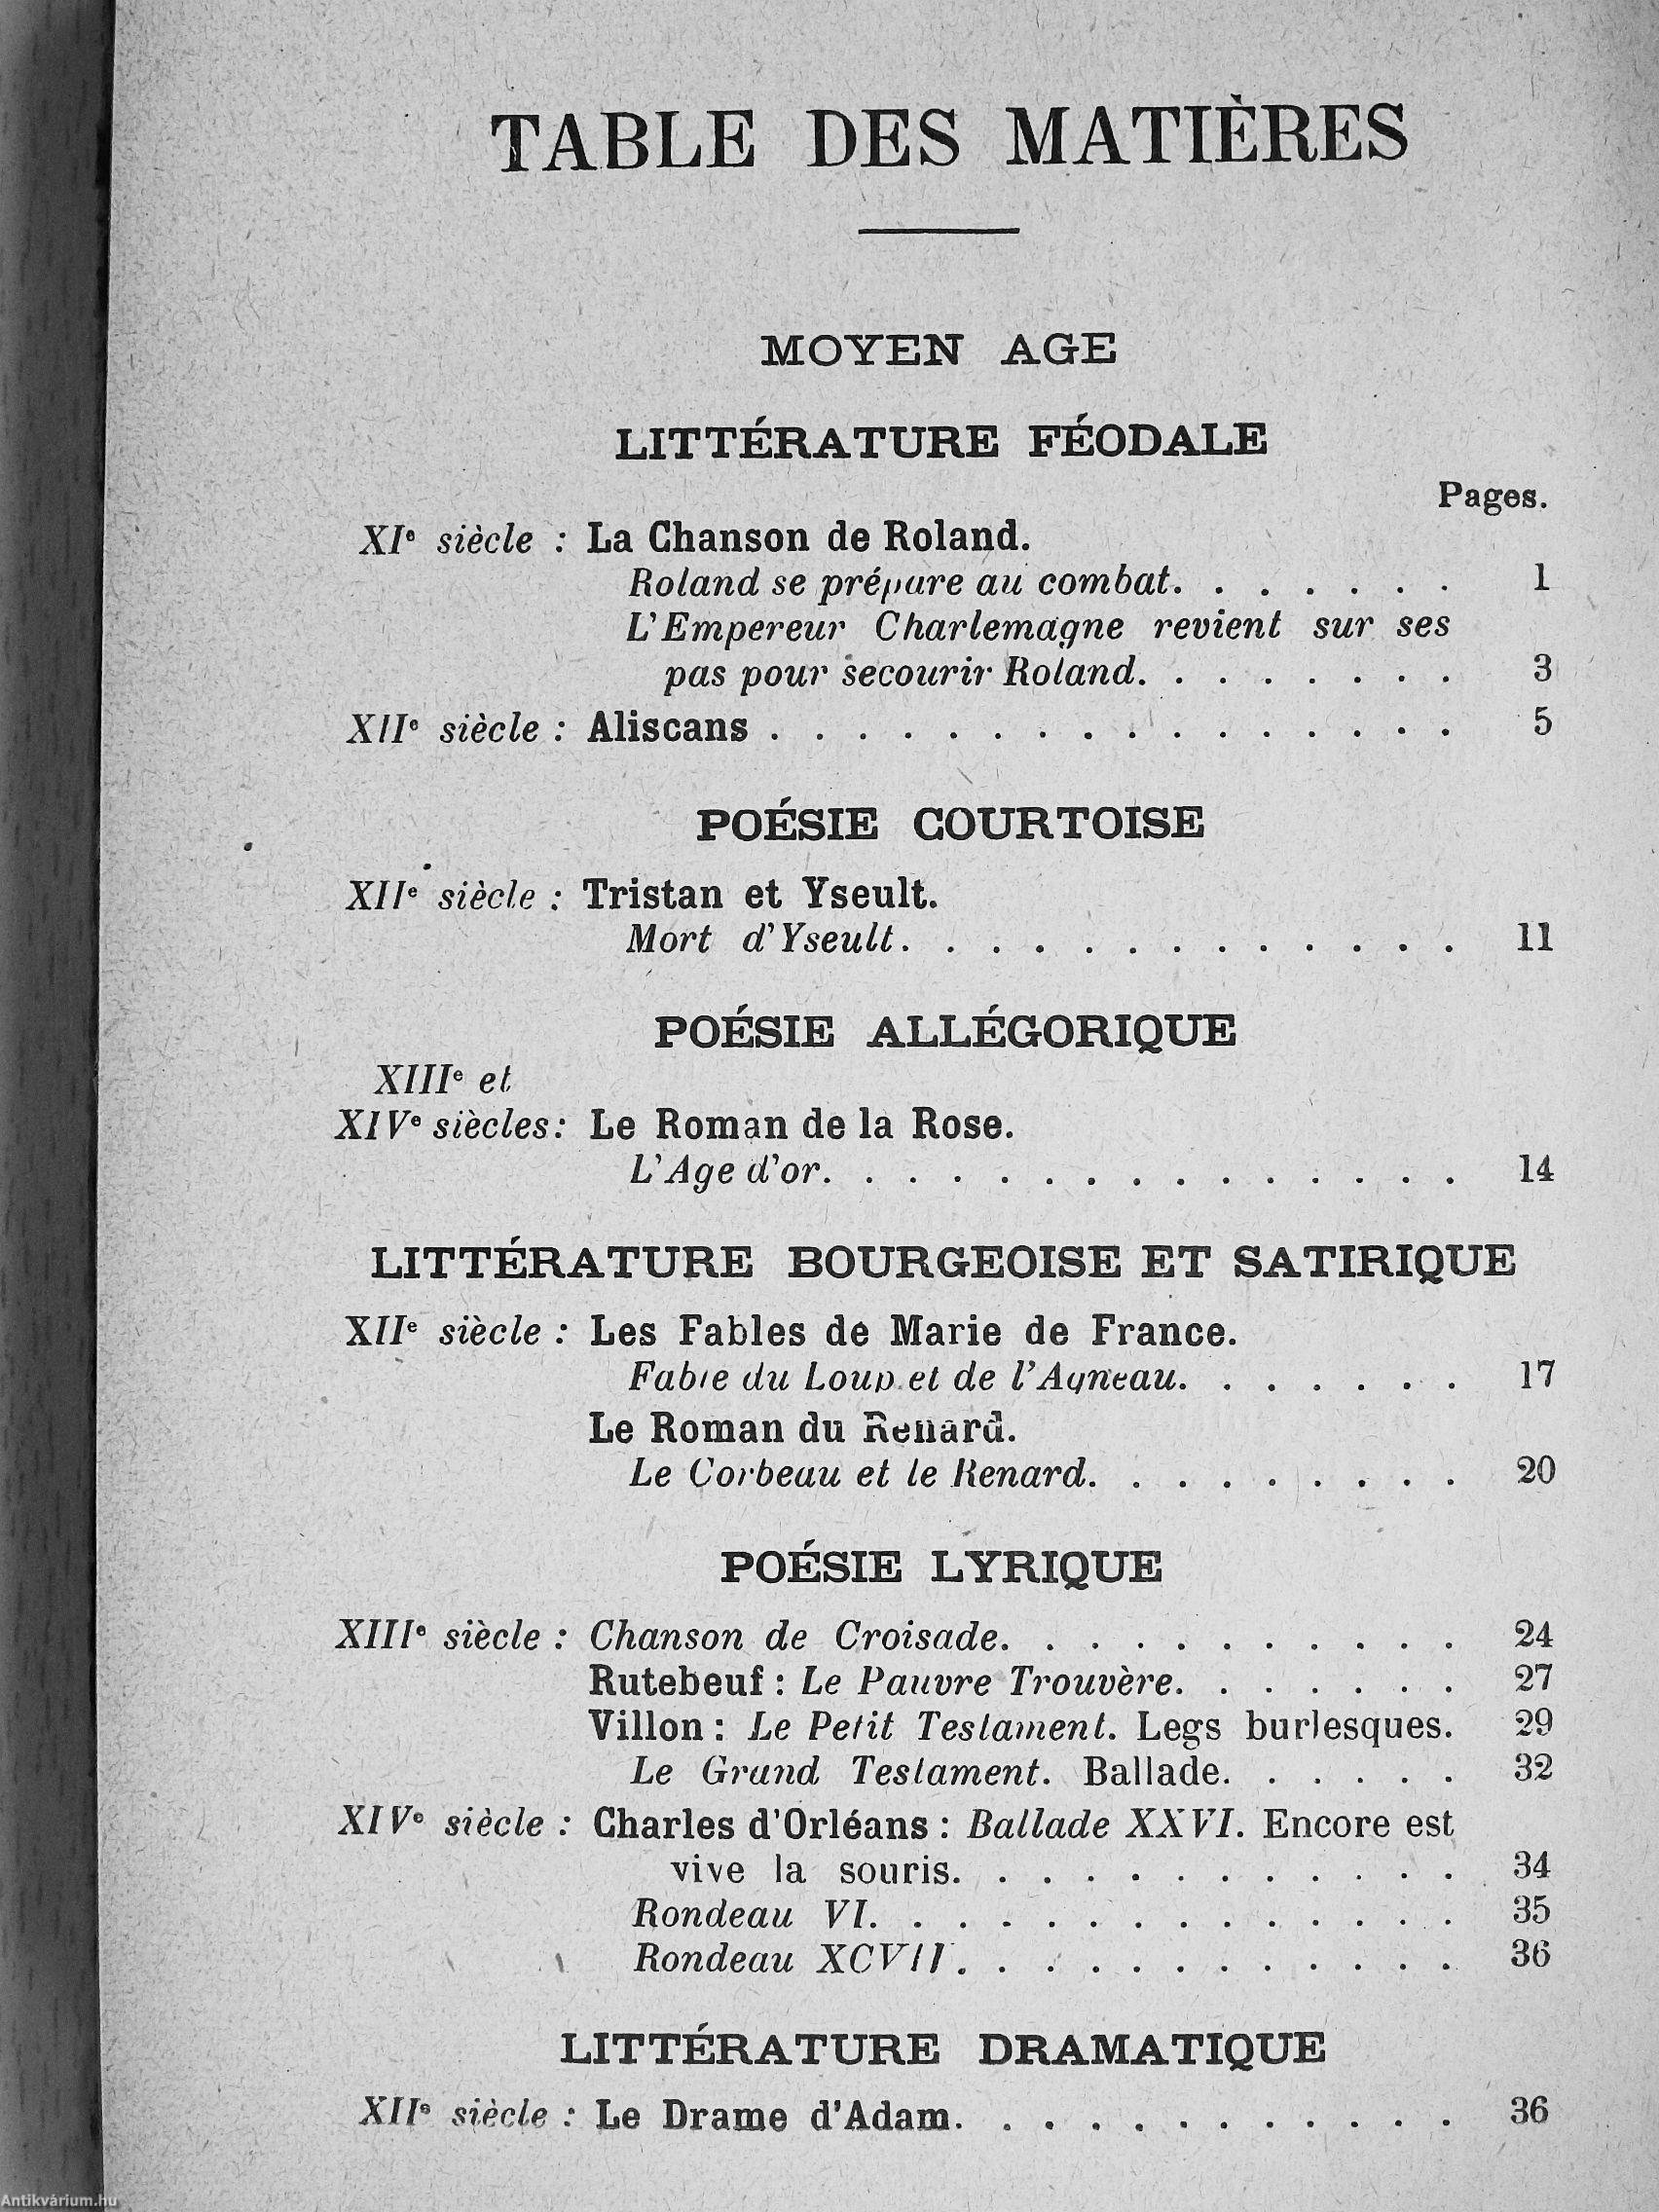 TABLE DES MATIÈRES
MOYEN AGE
LITTÉRATURE FÉODALE
Pages.
XIe siècle : La Chanson de Roland.
Roland se prépare au combat. . . . . . . 1
L'Empereur Charlemagne revient sur ses
pas pour secourir Roland. . . . . . . . 3
XIIe siècle : Aliscans . . . . . . . . . . . . . . . . 5
POÉSIE COURTOISE
XIIe siècle : Tristan et Yseult.
Mort d'Yseult. . . . . . . . . . . . . 11
POÉSIE ALLÉGORIQUE
XIIIe et
XIVe siècles : Le Roman de la Rose.
L'Age d'or. . . . . . . . . . . . . . . 14
LITTÉRATURE BOURGEOISE ET SATIRIQUE
XIIe siècle : Les Fables de Marie de France.
Fable du Loup et de l'Agneau. . . . . . . 17
Le Roman du Renard.
Le Corbeau et le Renard. . . . . . . . . 20
POÉSIE LYRIQUE
XIIIe siècle : Chanson de Croisade. . . . . . . . . . . 24
Rutebeuf : Le Pauvre Trouvère. . . . . . . 27
Villon : Le Petit Testament. Legs burlesques. 29
Le Grand Testament. Ballade. . . . . . 32
XIVe siècle : Charles d'Orléans : Ballade XXVI. Encore est
vive la souris. . . . . . . . . . . . 34
Rondeau VI. . . . . . . . . . . . . . 35
Rondeau XCVII. . . . . . . . . . . . 36
LITTÉRATURE DRAMATIQUE
XIIe siècle : Le Drame d'Adam. . . . . . . . . . . . 36
Antikvárium.hu